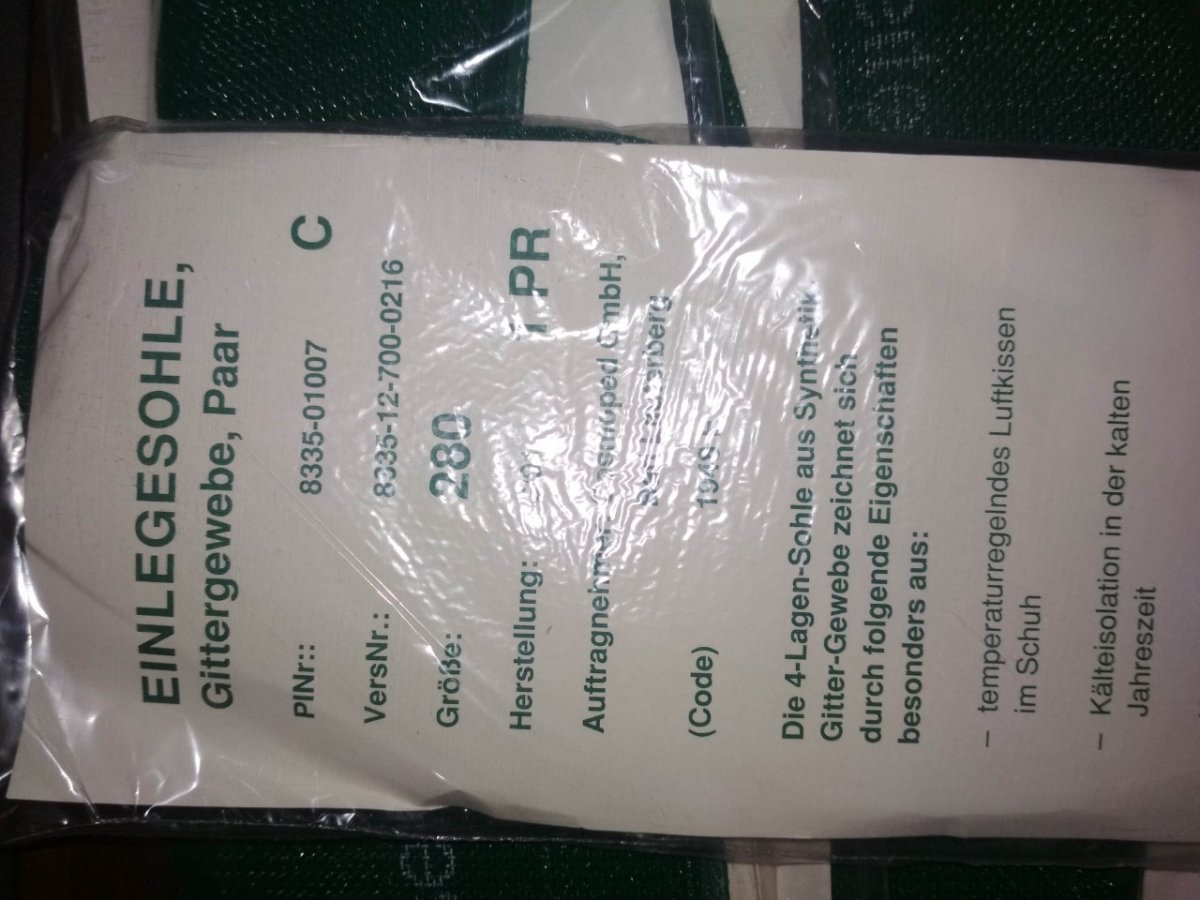 EINLEGESOHLE,
Gittergewebe, Paar
PlNr.: 8335-01007 C
VersNr.: 8335-12-700-0216
Größe: 280
Herstellung: 1 PR
Auftragnehmer GmbH,
(Code)
Die 4-Lagen-Sohle aus Synthetik-
Gitter-Gewebe zeichnet sich
durch folgende Eigenschaften
besonders aus:
– temperaturregelndes Luftkissen
im Schuh
– Kälteisolation in der kalten
Jahreszeit